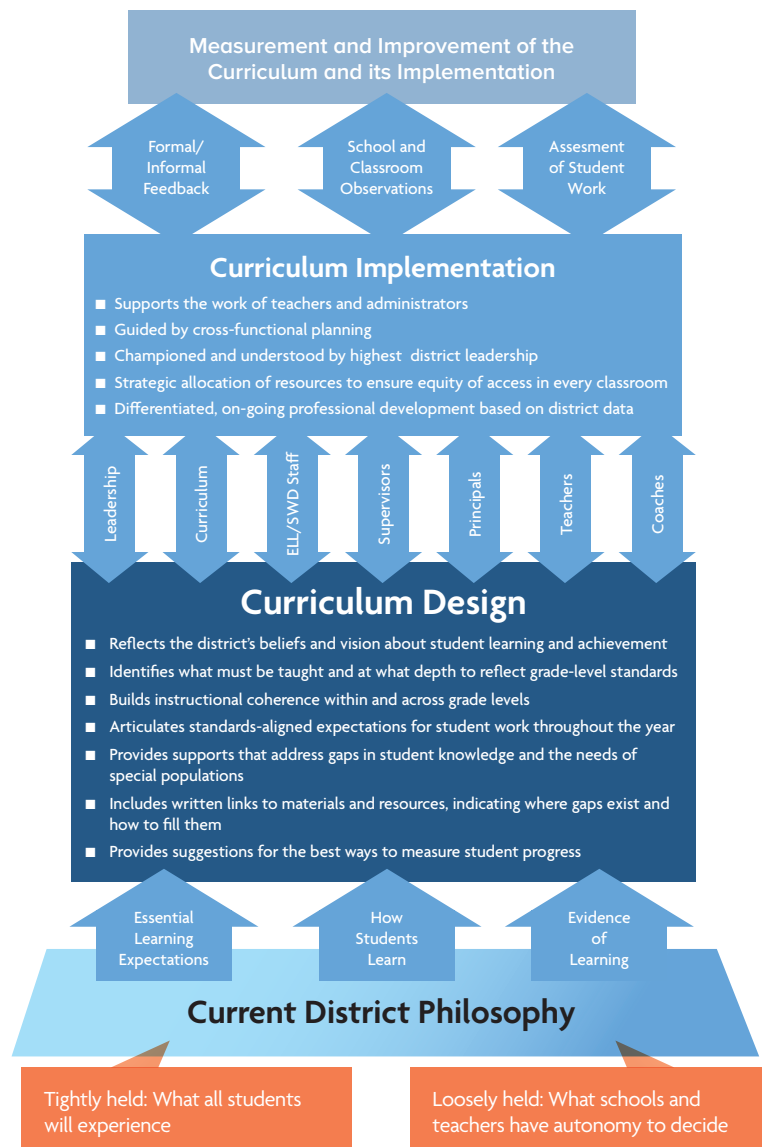 Measurement and Improvement of the
Curriculum and its Implementation
Formal/
Informal
Feedback
School and
Classroom
Observations
Assesment
of Student
Work
Curriculum Implementation
■ Supports the work of teachers and administrators
■ Guided by cross-functional planning
■ Championed and understood by highest district leadership
■ Strategic allocation of resources to ensure equity of access in every classroom
■ Differentiated, on-going professional development based on district data
Leadership
Curriculum
ELL/SWD Staff
Supervisors
Principals
Teachers
Coaches
Curriculum Design
■ Reflects the district's beliefs and vision about student learning and achievement
■ Identifies what must be taught and at what depth to reflect grade-level standards
■ Builds instructional coherence within and across grade levels
■ Articulates standards-aligned expectations for student work throughout the year
■ Provides supports that address gaps in student knowledge and the needs of
special populations
■ Includes written links to materials and resources, indicating where gaps exist and
how to fill them
■ Provides suggestions for the best ways to measure student progress
Essential
Learning
Expectations
How
Students
Learn
Evidence
of
Learning
Current District Philosophy
Tightly held: What all students
will experience
Loosely held: What schools and
teachers have autonomy to decide